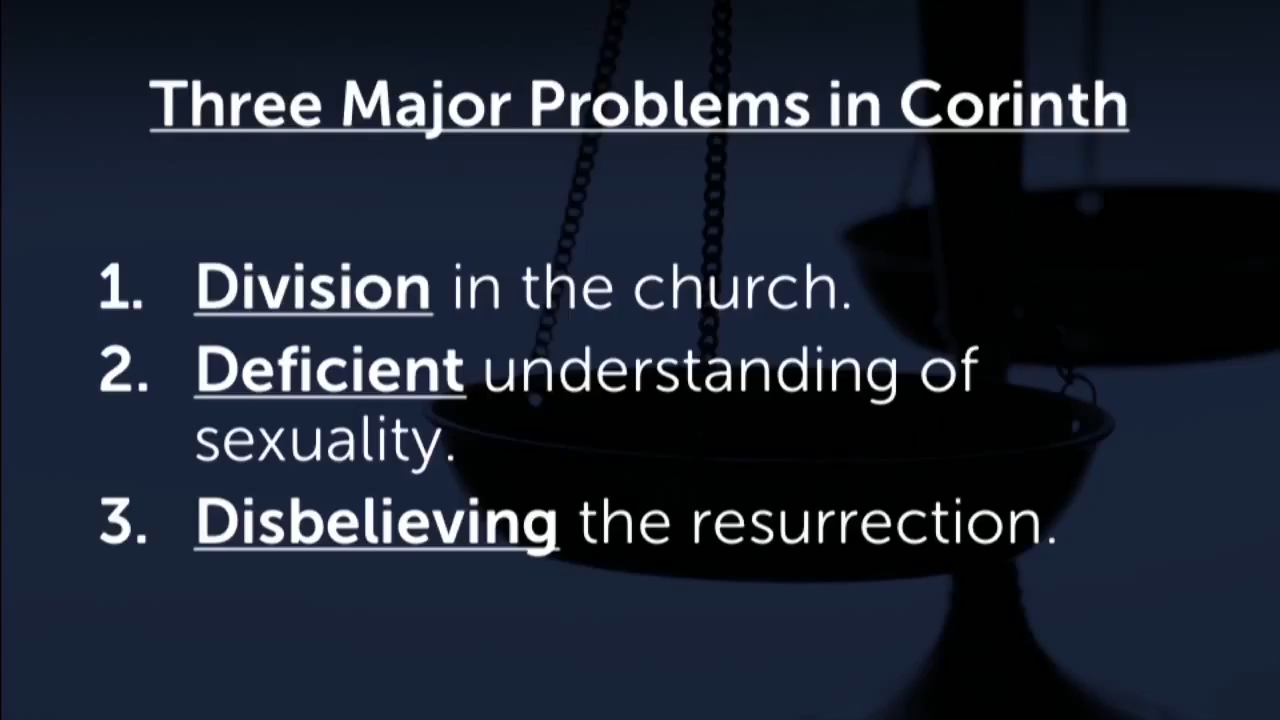 Three Major Problems in Corinth
1. Division in the church.
2. Deficient understanding of
sexuality.
3. Disbelieving the resurrection.